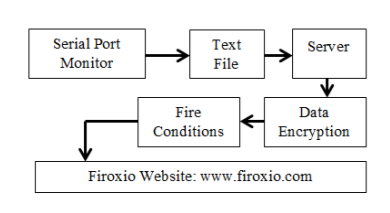 Serial Port
Monitor
Text
File
Server
Fire
Conditions
Data
Encryption
Firoxio Website: www.firoxio.com